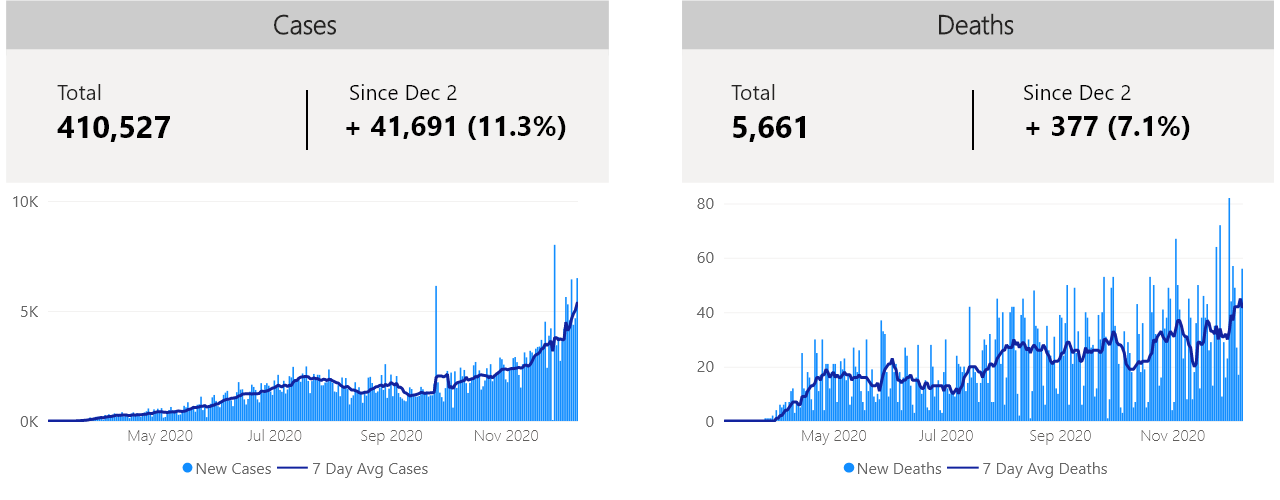 Cases
Total
410,527
Since Dec 2
+ 41,691 (11.3%)
10K
5K
0K
May 2020 Jul 2020 Sep 2020 Nov 2020
New Cases 7 Day Avg Cases
Deaths
Total
5,661
Since Dec 2
+ 377 (7.1%)
80
60
40
20
0
May 2020 Jul 2020 Sep 2020 Nov 2020
New Deaths 7 Day Avg Deaths